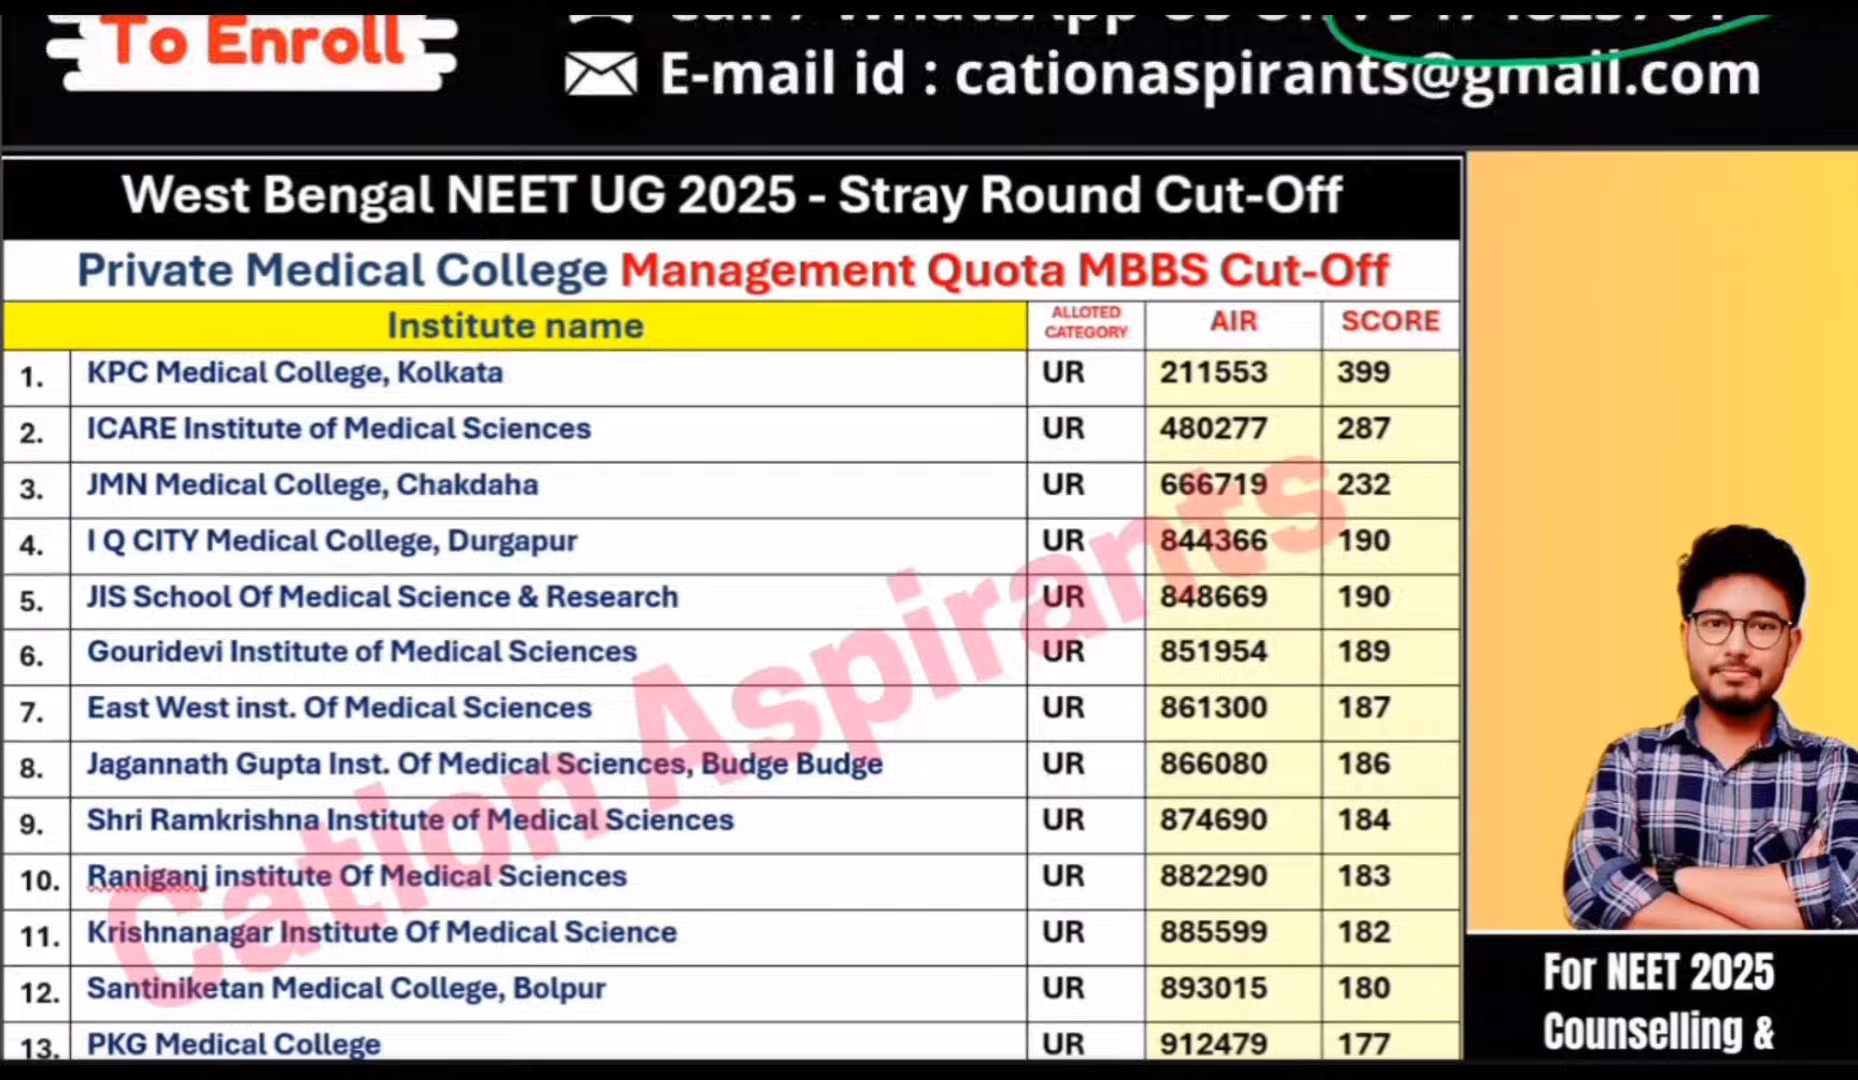 To Enroll
E-mail id : cationaspirants@gmail.com
West Bengal NEET UG 2025 - Stray Round Cut-Off
Private Medical College Management Quota MBBS Cut-Off
Institute name ALLOTED CATEGORY AIR SCORE
1. KPC Medical College, Kolkata UR 211553 399
2. ICARE Institute of Medical Sciences UR 480277 287
3. JMN Medical College, Chakdaha UR 666719 232
4. I Q CITY Medical College, Durgapur UR 844366 190
5. JIS School Of Medical Science & Research UR 848669 190
6. Gouridevi Institute of Medical Sciences UR 851954 189
7. East West inst. Of Medical Sciences UR 861300 187
8. Jagannath Gupta Inst. Of Medical Sciences, Budge Budge UR 866080 186
9. Shri Ramkrishna Institute of Medical Sciences UR 874690 184
10. Raniganj institute Of Medical Sciences UR 882290 183
11. Krishnanagar Institute Of Medical Science UR 885599 182
12. Santiniketan Medical College, Bolpur UR 893015 180
13. PKG Medical College UR 912479 177
Cation Aspirants
For NEET 2025
Counselling &